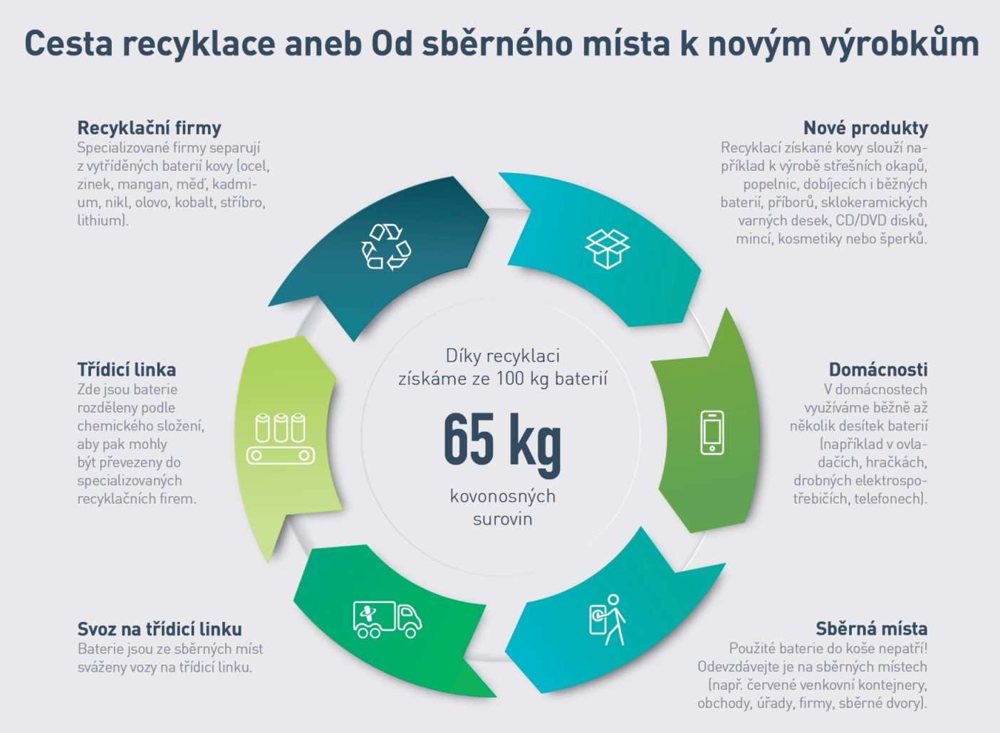 Cesta recyklace aneb Od sběrného místa k novým výrobkům
Recyklační firmy
Specializované firmy separují
z vytříděných baterií kovy (ocel,
zinek, mangan, měď, kadmi-
um, nikl, olovo, kobalt, stříbro,
lithium).
Nové produkty
Recyklací získané kovy slouží na-
příklad k výrobě střešních okapů,
popelnic, dobíjecích i běžných
baterií, příborů, sklokeramických
varných desek, CD/DVD disků,
mincí, kosmetiky nebo šperků.
Třídicí linka
Zde jsou baterie
rozděleny podle
chemického složení,
aby pak mohly
být převezeny do
specializovaných
recyklačních firem.
Díky recyklaci
získáme ze 100 kg baterií
65 kg
kovonosných
surovin
Domácnosti
V domácnostech
využíváme běžně až
několik desítek baterií
(například v ovla-
dačích, hračkách,
drobných elektrospo-
třebičích, telefonech).
Svoz na třídicí linku
Baterie jsou ze sběrných míst
sváženy vozy na třídicí linku.
Sběrná místa
Použité baterie do koše nepatří!
Odevzdávejte je na sběrných místech
(např. červené venkovní kontejnery,
obchody, úřady, firmy, sběrné dvory).